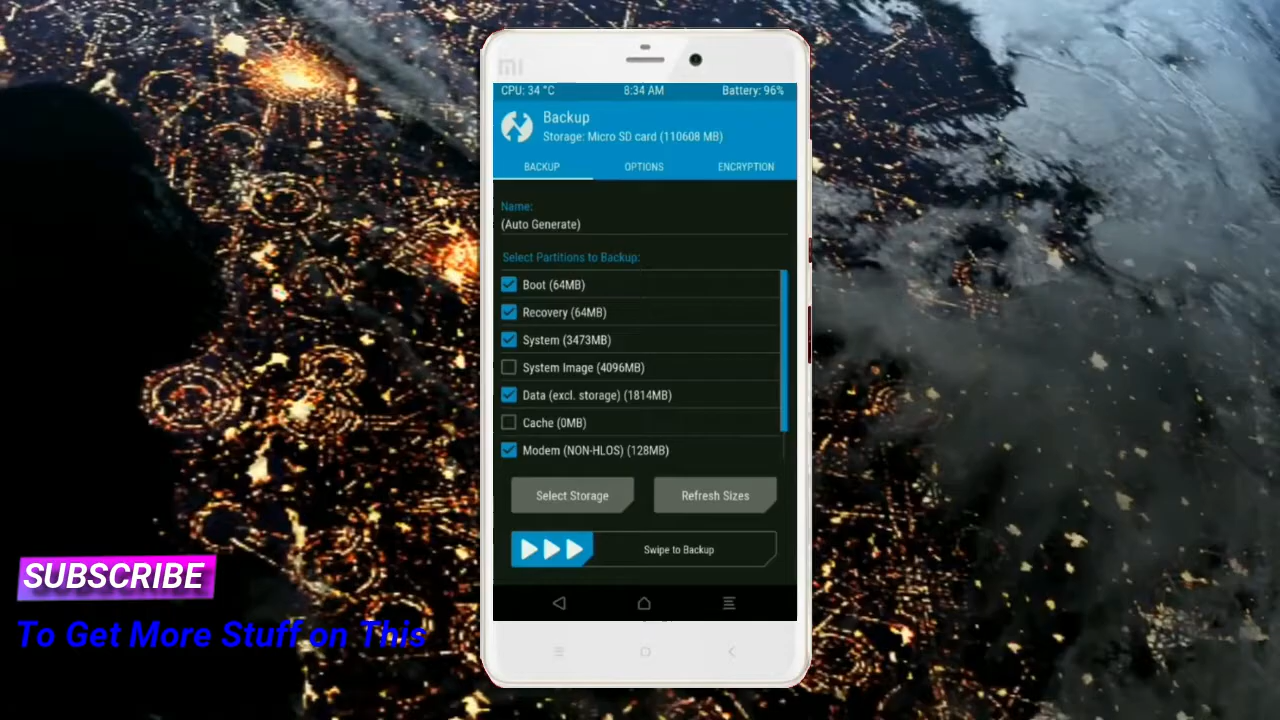 mi
CPU: 34 °C 8:34 AM Battery: 96%
Backup
Storage: Micro SD card (110608 MB)
BACKUP OPTIONS ENCRYPTION
Name:
(Auto Generate)
Select Partitions to Backup:
Boot (64MB)
Recovery (64MB)
System (3473MB)
System Image (4096MB)
Data (excl. storage) (1814MB)
Cache (0MB)
Modem (NON-HLOS) (128MB)
Select Storage Refresh Sizes
Swipe to Backup
SUBSCRIBE
To Get More Stuff on This